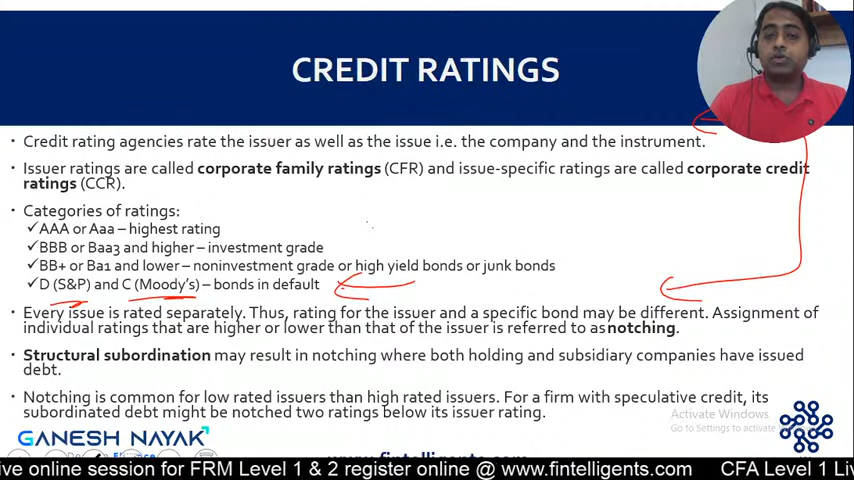 CREDIT RATINGS
• Credit rating agencies rate the issuer as well as the issue i.e. the company and the instrument.
• Issuer ratings are called corporate family ratings (CFR) and issue-specific ratings are called corporate credit
ratings (CCR).
• Categories of ratings:
✓AAA or Aaa – highest rating
✓BBB or Baa3 and higher – investment grade
✓BB+ or Ba1 and lower – noninvestment grade or high yield bonds or junk bonds
✓D (S&P) and C (Moody's) – bonds in default
• Every issue is rated separately. Thus, rating for the issuer and a specific bond may be different. Assignment of
individual ratings that are higher or lower than that of the issuer is referred to as notching.
• Structural subordination may result in notching where both holding and subsidiary companies have issued
debt.
• Notching is common for low rated issuers than high rated issuers. For a firm with speculative credit, its
subordinated debt might be notched two ratings below its issuer rating.
Activate Windows
Go to Settings to activate
GANESH NAYAK
ive online session for FRM Level 1 & 2 register online @ www.fintelligents.com CFA Level 1 Liv